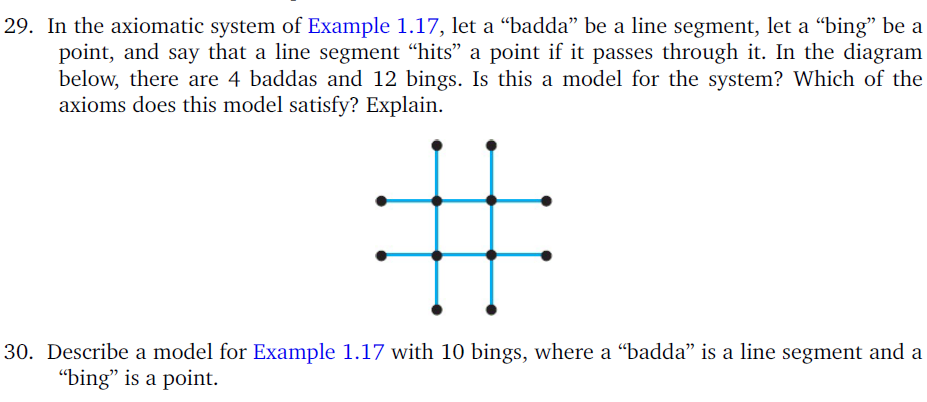 29. In the axiomatic system of Example 1.17, let a “badda” be a line segment, let a “bing” be a
point, and say that a line segment “hits” a point if it passes through it. In the diagram
below, there are 4 baddas and 12 bings. Is this a model for the system? Which of the
axioms does this model satisfy? Explain.
30. Describe a model for Example 1.17 with 10 bings, where a “badda” is a line segment and a
“bing” is a point.